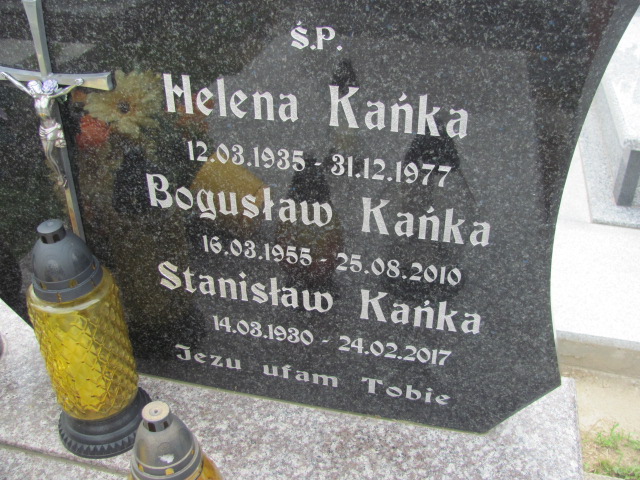 Ś.P.
Helena Kańka
12.03.1935 - 31.12.1977
Bogusław Kańka
16.03.1955 - 25.08.2010
Stanisław Kańka
14.03.1930 - 24.02.2017
Jezu ufam Tobie